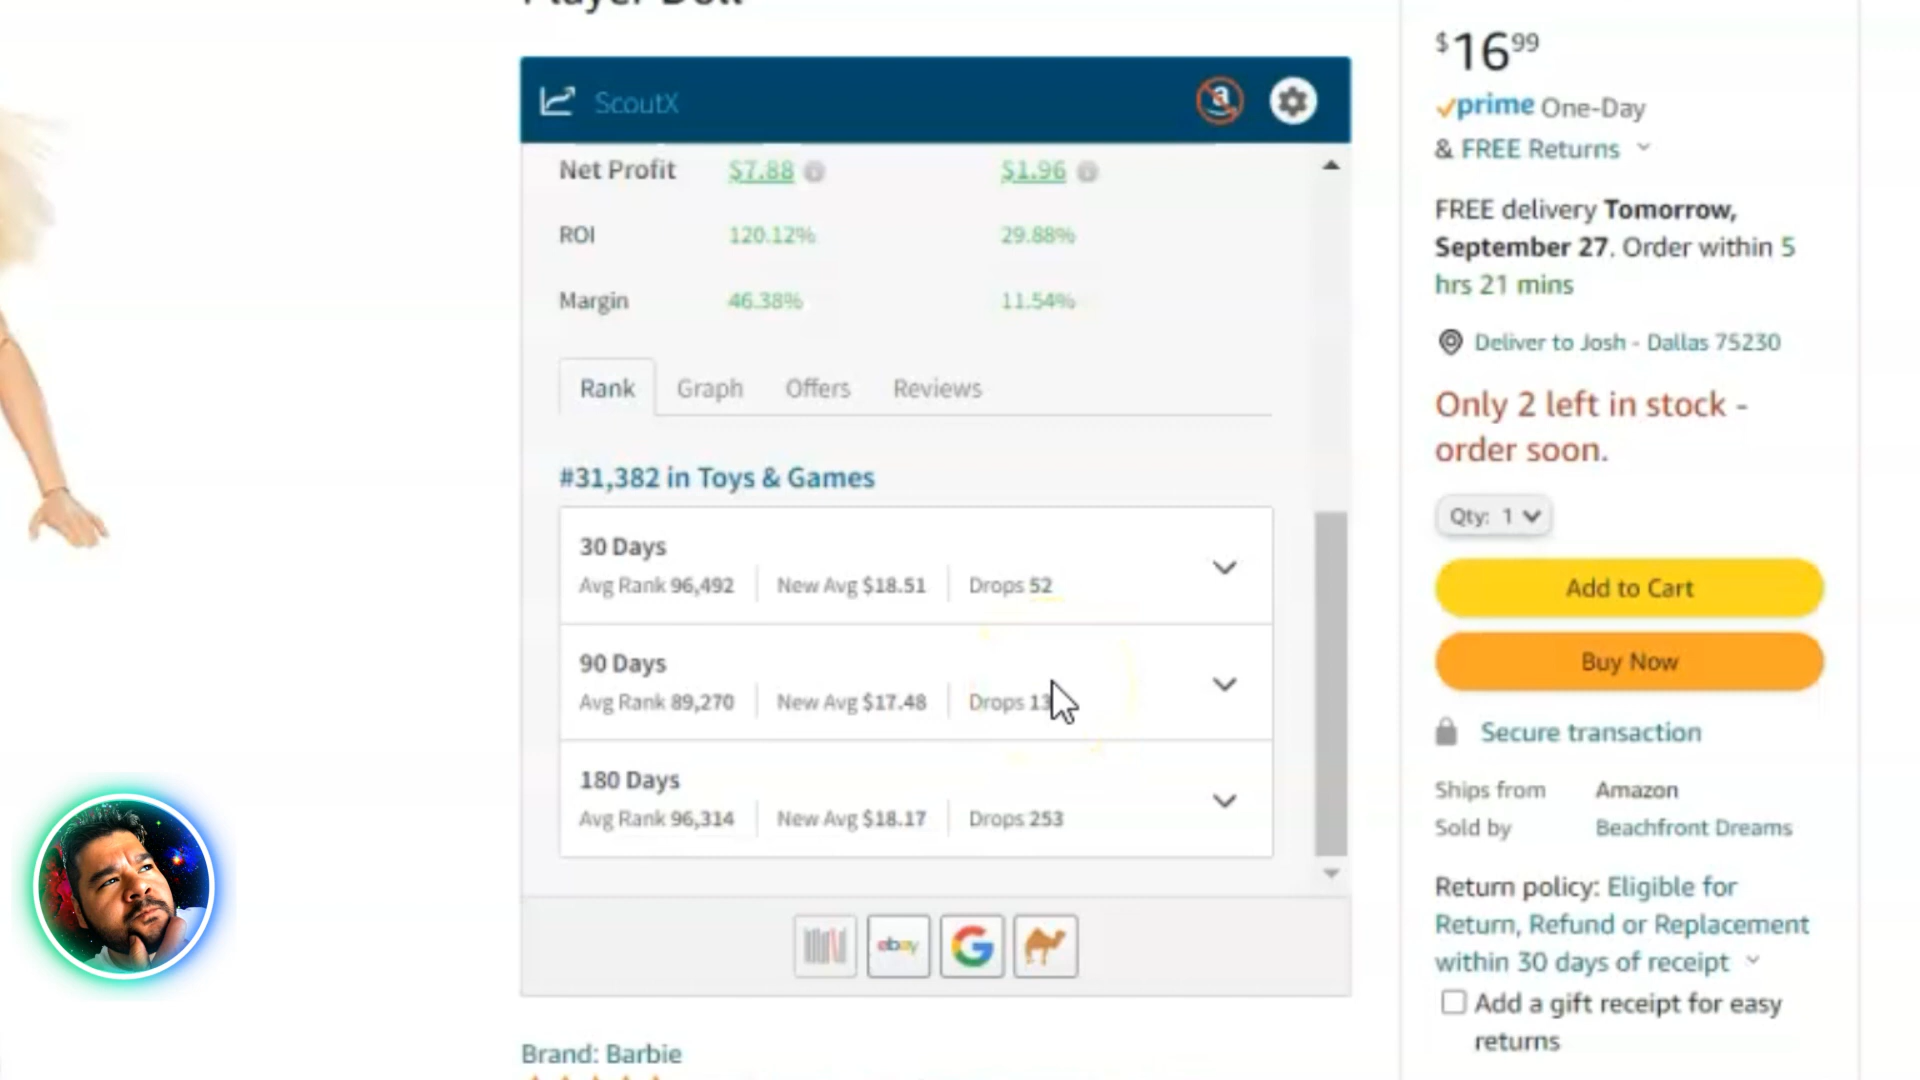 Player Doll
ScoutX
Net Profit $7.88 $1.96
ROI 120.12% 29.88%
Margin 46.38% 11.54%
Rank Graph Offers Reviews
#31,382 in Toys & Games
30 Days
Avg Rank 96,492 New Avg $18.51 Drops 52
90 Days
Avg Rank 89,270 New Avg $17.48 Drops
180 Days
Avg Rank 96,314 New Avg $18.17 Drops 253
ebay
G
Brand: Barbie
$16.99
prime One-Day
& FREE Returns
FREE delivery Tomorrow,
September 27. Order within 5
hrs 21 mins
Deliver to Josh - Dallas 75230
Only 2 left in stock -
order soon.
Qty: 1
Add to Cart
Buy Now
Secure transaction
Ships from Amazon
Sold by Beachfront Dreams
Return policy: Eligible for
Return, Refund or Replacement
within 30 days of receipt
Add a gift receipt for easy
returns